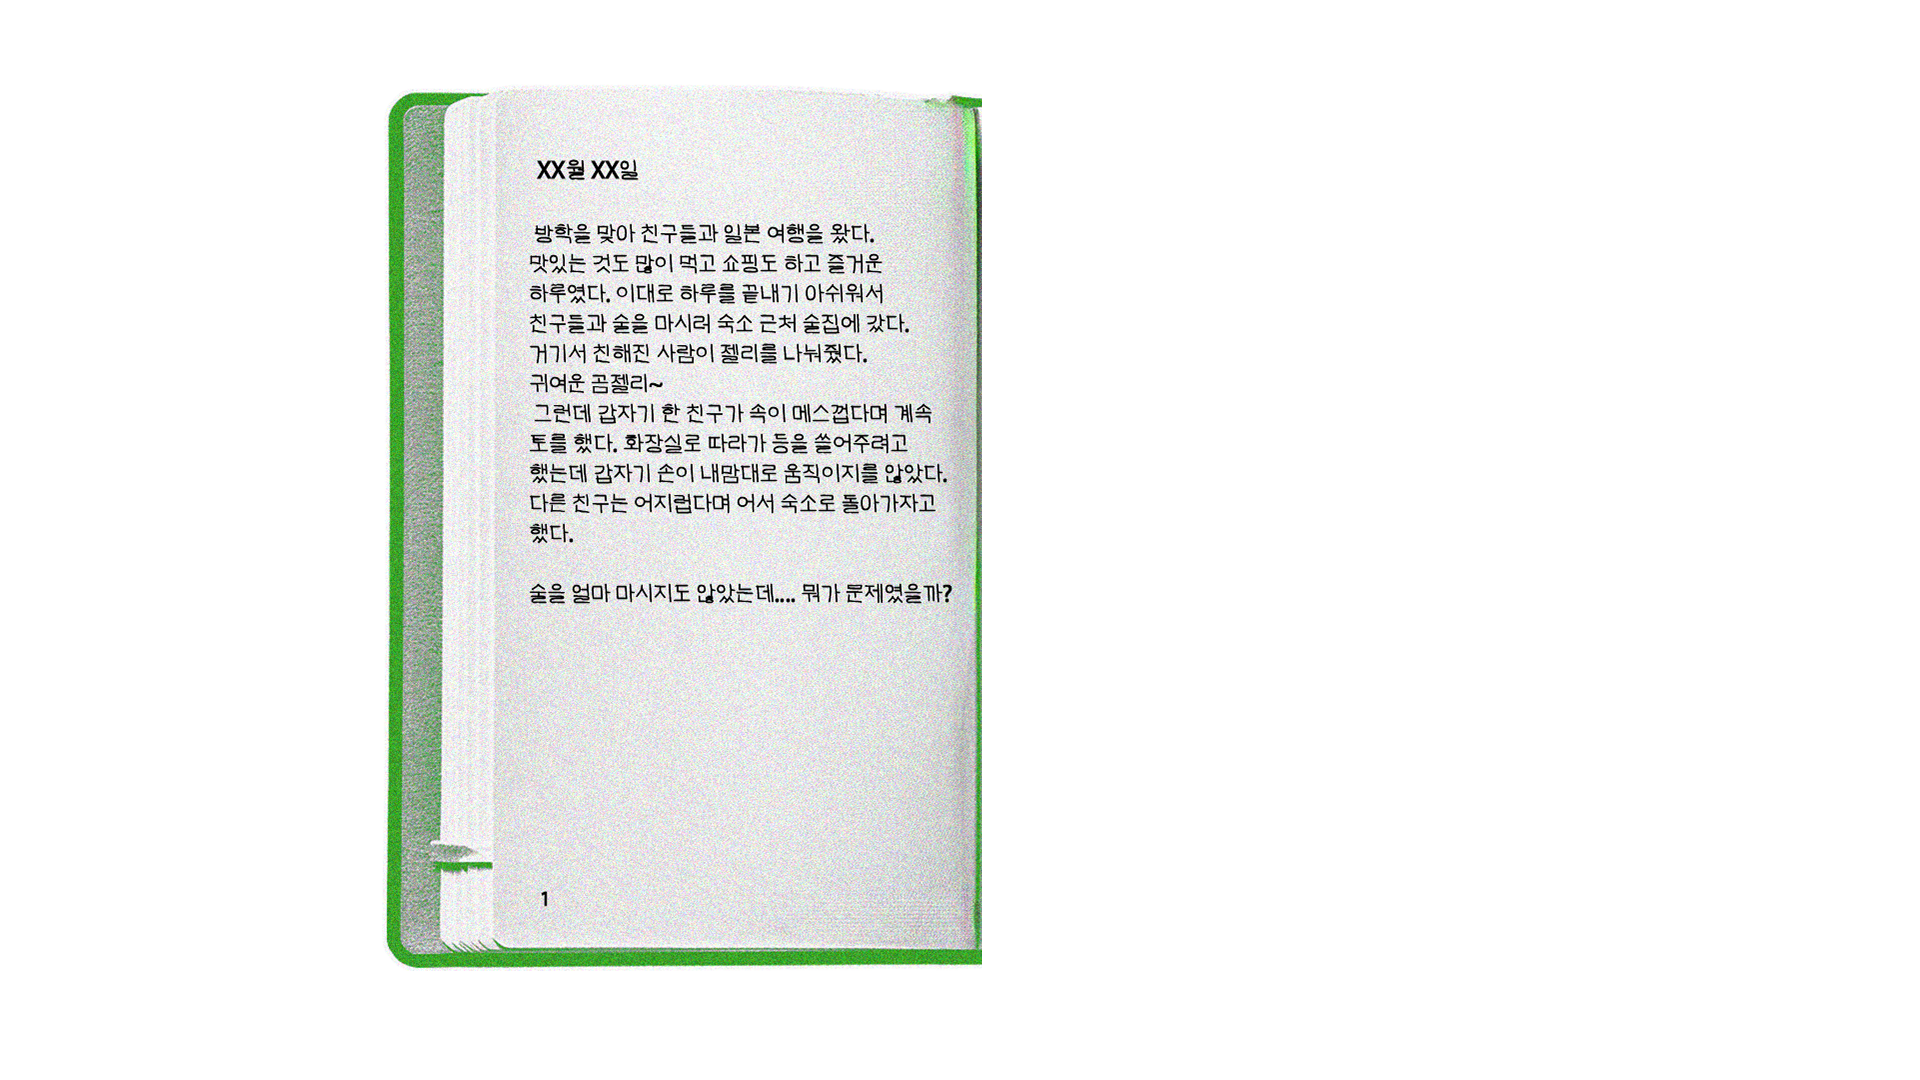 XX월 XX일
방학을 맞아 친구들과 일본 여행을 왔다.
맛있는 것도 많이 먹고 쇼핑도 하고 즐거운
하루였다. 이대로 하루를 끝내기 아쉬워서
친구들과 술을 마시러 숙소 근처 술집에 갔다.
거기서 친해진 사람이 젤리를 나눠줬다.
귀여운 곰젤리~
그런데 갑자기 한 친구가 속이 메스껍다며 계속
토를 했다. 화장실로 따라가 등을 쓸어주려고
했는데 갑자기 손이 내맘대로 움직이지를 않았다.
다른 친구는 어지럽다며 어서 숙소로 돌아가자고
했다.
술을 얼마 마시지도 않았는데.... 뭐가 문제였을까?
1